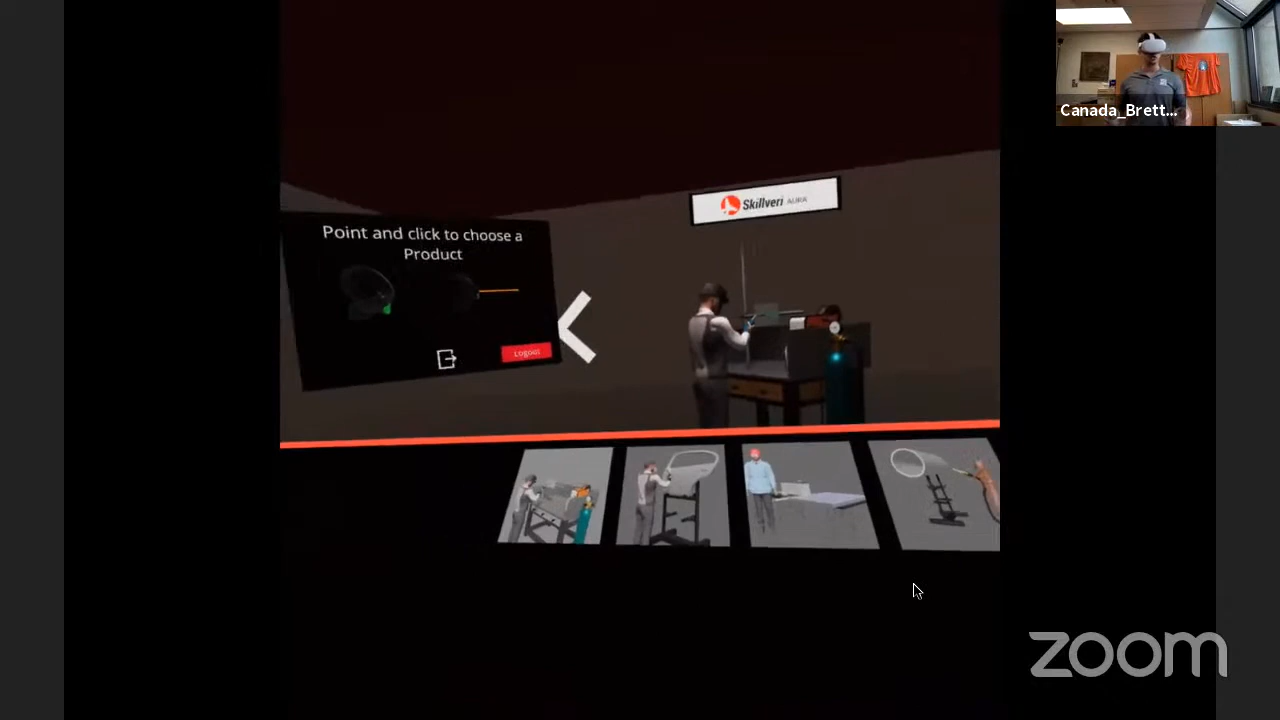 Canada_Brett...
Skillveri AURA
Point and click to choose a
Product
Logout
zoom